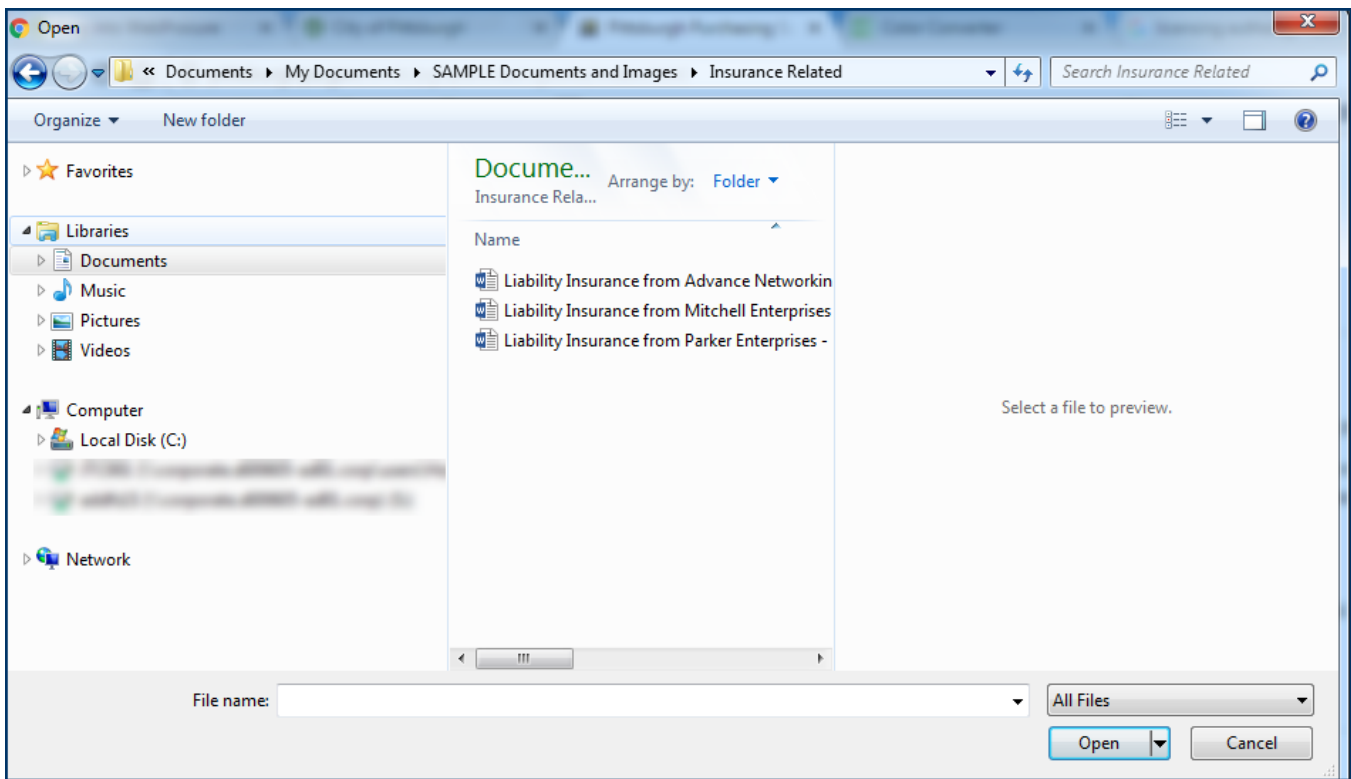 Open
« Documents My Documents SAMPLE Documents and Images Insurance Related
Search Insurance Related
Organize New folder
Favorites
Libraries
Documents
Music
Pictures
Videos
Computer
Local Disk (C:)
Network
Docume...
Insurance Rela...
Arrange by: Folder
Name
Liability Insurance from Advance Networkin
Liability Insurance from Mitchell Enterprises
Liability Insurance from Parker Enterprises -
Select a file to preview.
File name:
All Files
Open
Cancel